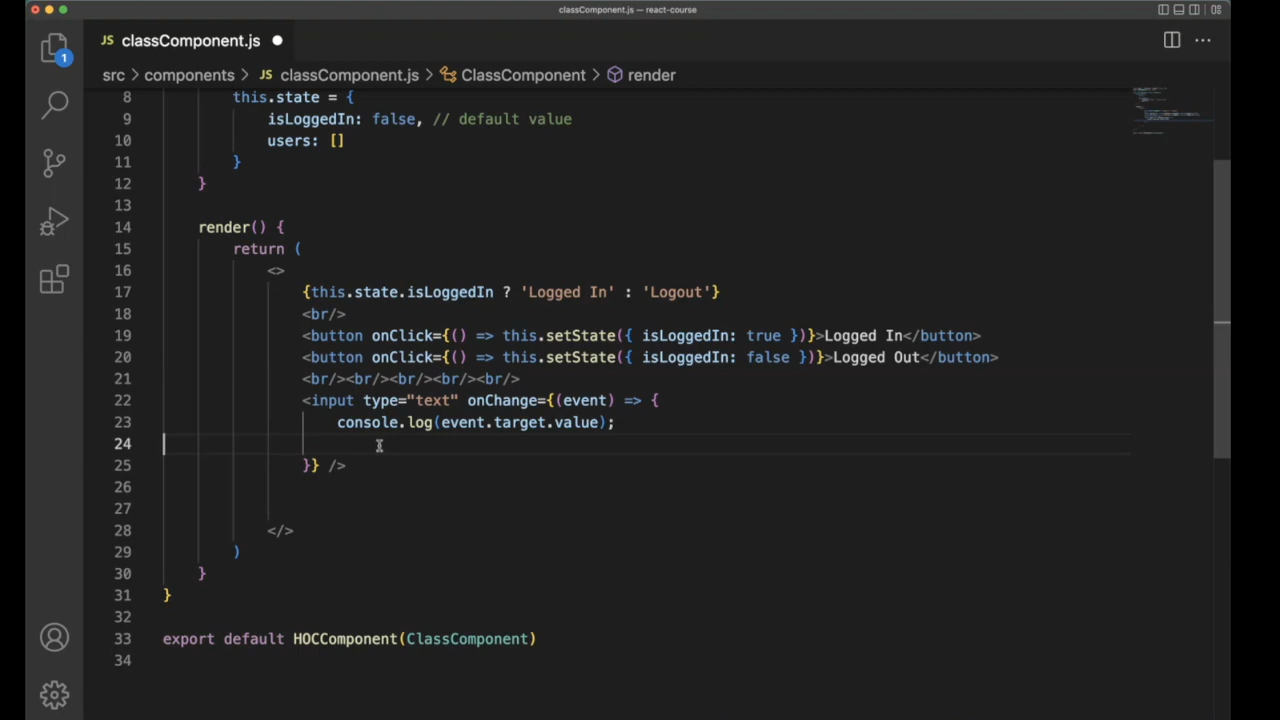 classComponent.js — react-course
JS classComponent.js
1
src > components > JS classComponent.js > ClassComponent > render
8 this.state = {
9 isLoggedIn: false, // default value
10 users: []
11 }
12 }
13
14 render() {
15 return (
16 <>
17 {this.state.isLoggedIn ? 'Logged In' : 'Logout'}
18 <br/>
19 <button onClick={() => this.setState({ isLoggedIn: true })}>Logged In</button>
20 <button onClick={() => this.setState({ isLoggedIn: false })}>Logged Out</button>
21 <br/><br/><br/><br/><br/>
22 <input type="text" onChange={(event) => {
23 console.log(event.target.value);
24
25 }} />
26
27
28 </>
29 )
30 }
31 }
32
33 export default HOCComponent(ClassComponent)
34